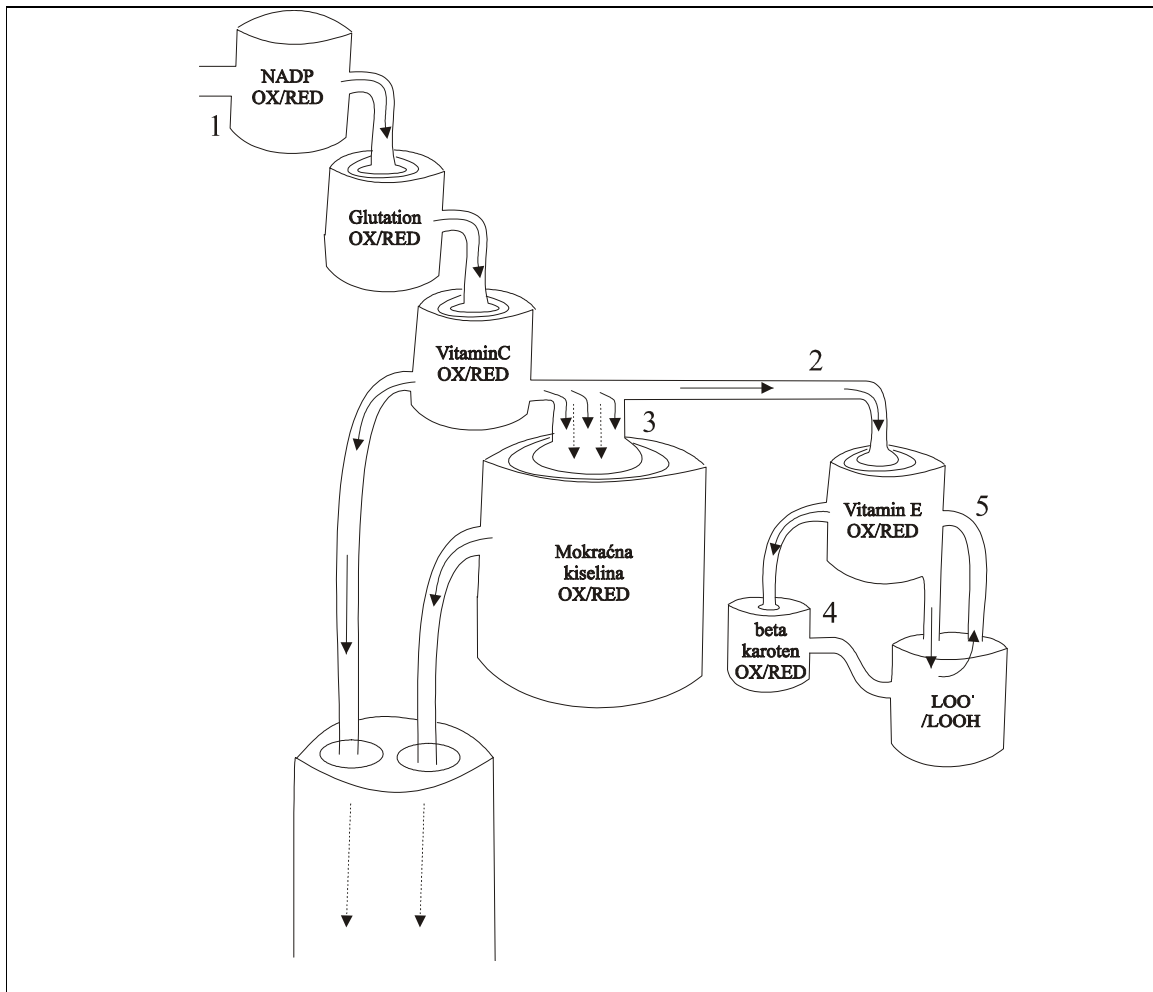 NADP
OX/RED
1
Glutation
OX/RED
VitaminC
OX/RED
2
3
Vitamin E
OX/RED
5
Mokraćna
kiselina
OX/RED
4
beta
karoten
OX/RED
LOO˙
/LOOH